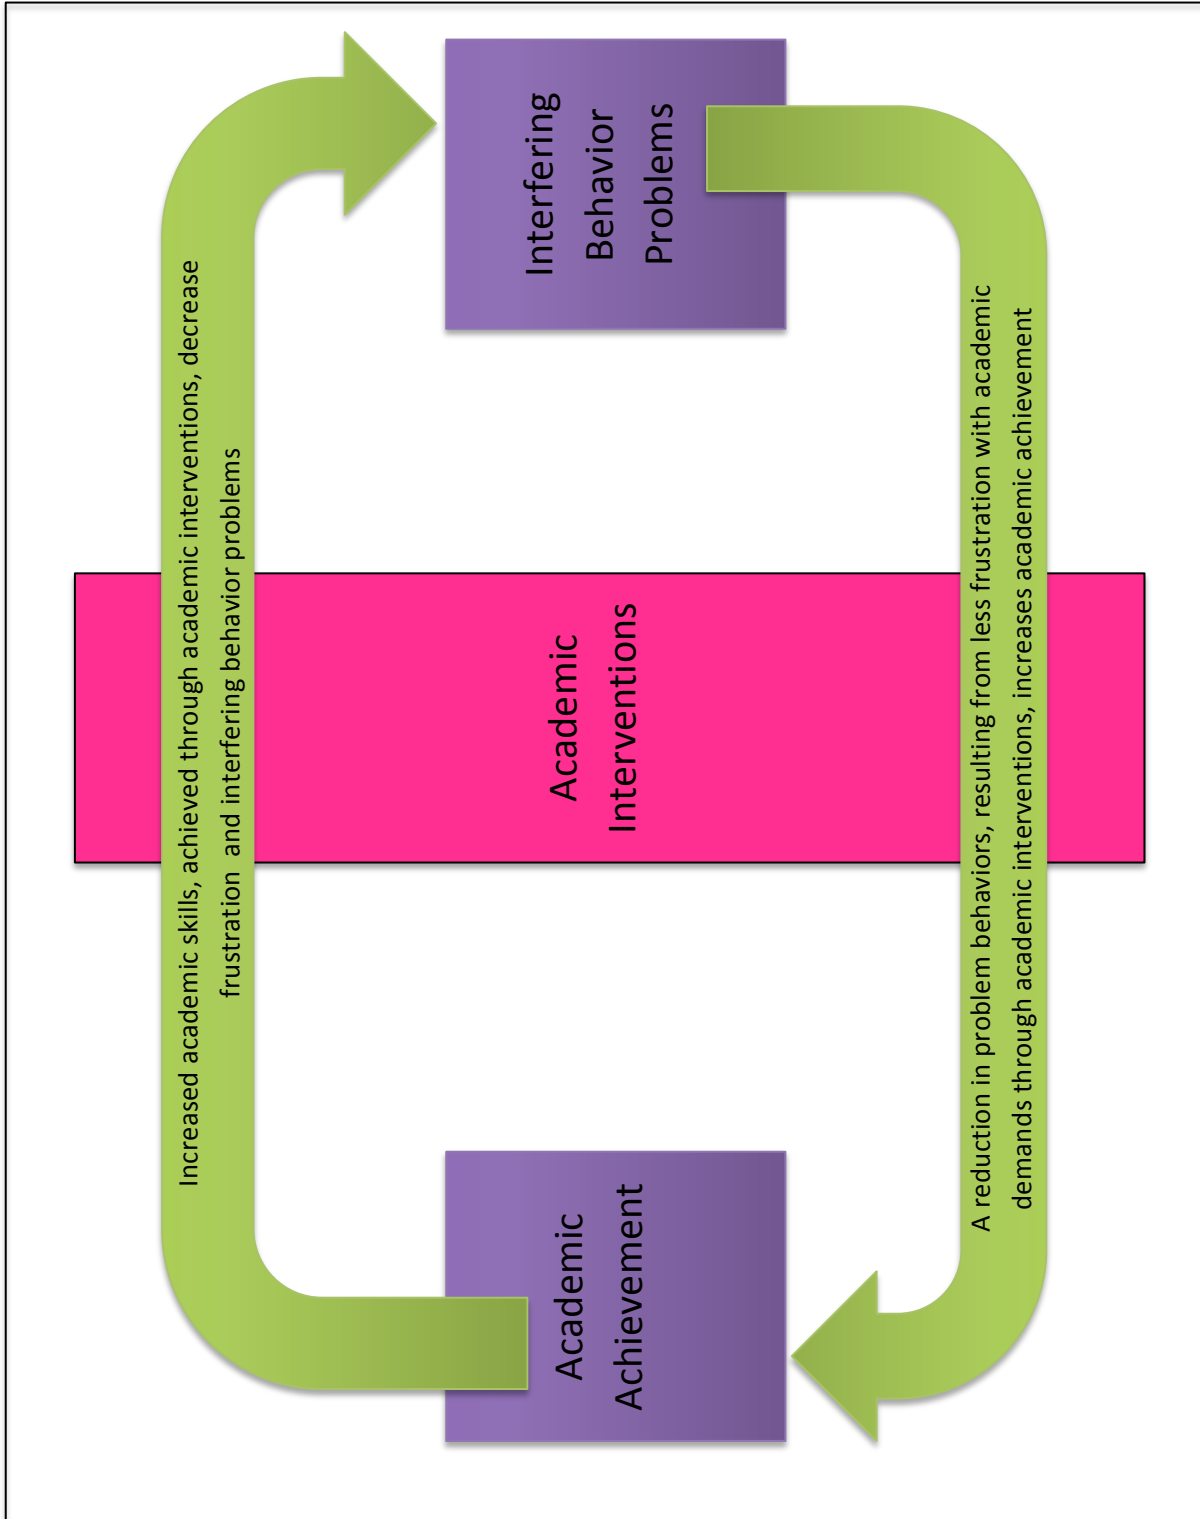 Increased academic skills, achieved through academic interventions, decrease
frustration and interfering behavior problems
Academic
Achievement
Academic
Interventions
Interfering
Behavior
Problems
A reduction in problem behaviors, resulting from less frustration with academic
demands through academic interventions, increases academic achievement